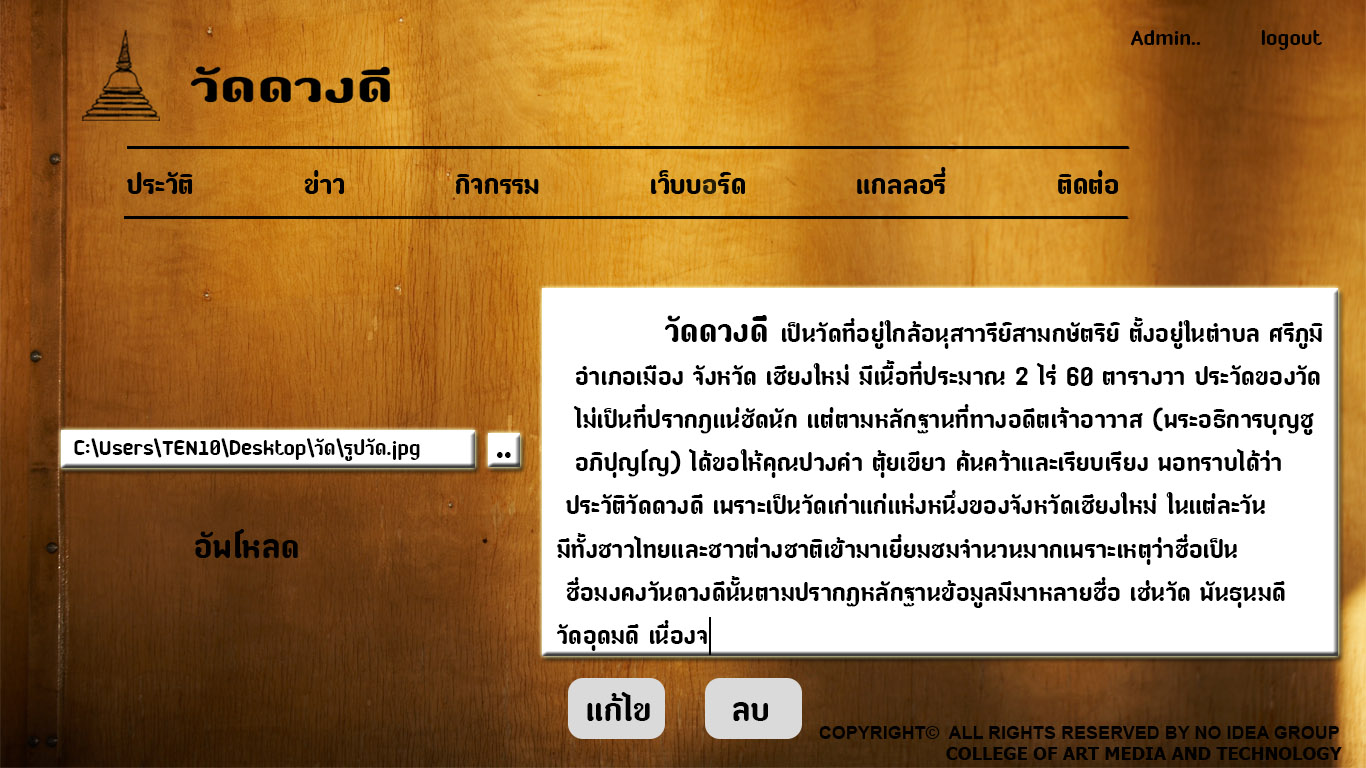 Admin.. logout
วัดดวงดี
ประวัติ ข่าว กิจกรรม เว็บบอร์ด แกลลอรี่ ติดต่อ
วัดดวงดี เป็นวัดที่อยู่ใกล้อนุสาวรีย์สามกษัตริย์ ตั้งอยู่ในตำบล ศรีภูมิ
อำเภอเมือง จังหวัด เชียงใหม่ มีเนื้อที่ประมาณ 2 ไร่ 60 ตารางวา ประวัดของวัด
ไม่เป็นที่ปรากฎแน่ชัดนัก แต่ตามหลักฐานที่ทางอดีตเจ้าอาวาส (พระอธิการบุญชู
อภิปุญโญ) ได้ขอให้คุณปวงคำ ตุ้ยเขียว ค้นคว้าและเรียบเรียง พอทราบได้ว่า
ประวัติวัดดวงดี เพราะเป็นวัดเก่าแก่แห่งหนึ่งของจังหวัดเชียงใหม่ ในแต่ละวัน
มีทั้งชาวไทยและชาวต่างชาติเข้ามาเยี่ยมชมจำนวนมากเพราะเหตุว่าชื่อเป็น
ชื่อมงคงวันดวงดีนั้นตามปรากฎหลักฐานข้อมูลมีมาหลายชื่อ เช่นวัด พันธุนมดี
วัดอุดมดี เนื่องจ
C:\Users\TEN10\Desktop\วัด\รูปวัด.jpg ..
อัพโหลด
แก้ไข ลบ
COPYRIGHT© ALL RIGHTS RESERVED BY NO IDEA GROUP
COLLEGE OF ART MEDIA AND TECHNOLOGY